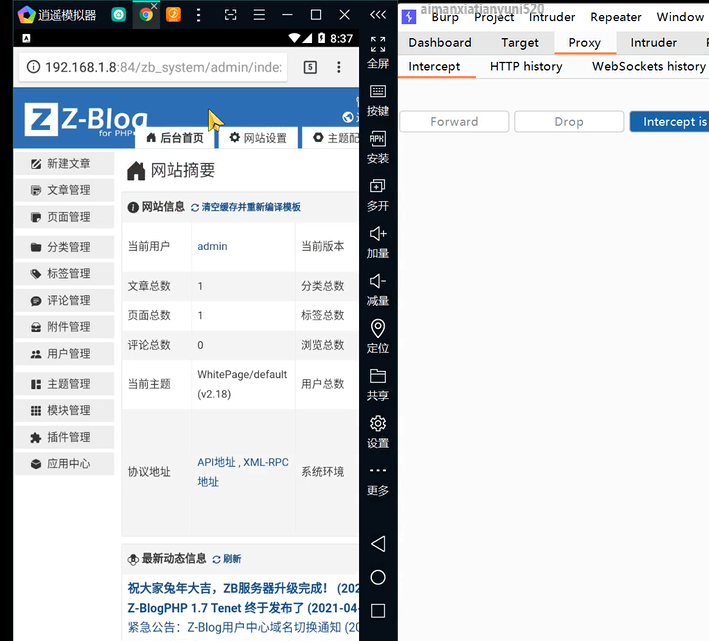 逍遥模拟器
8:37
192.168.1.8:84/zb_system/admin/inde:
5
Z-Blog
for PHP
后台首页
网站设置
主题配
新建文章
文章管理
页面管理
分类管理
标签管理
评论管理
附件管理
用户管理
主题管理
模块管理
插件管理
应用中心
网站摘要
网站信息 清空缓存并重新编译模板
当前用户 admin 当前版本
文章总数 1 分类总数
页面总数 1 标签总数
评论总数 0 浏览总数
当前主题 WhitePage/default (v2.18) 用户总数
协议地址 API地址 , XML-RPC地址 系统环境
最新动态信息 刷新
祝大家兔年大吉，ZB服务器升级完成！ (202
Z-BlogPHP 1.7 Tenet 终于发布了 (2021-04-
紧急公告：Z-Blog用户中心域名切换通知 (20
全屏
按键
APK
安装
多开
加量
减量
定位
共享
设置
更多
aimanxiatianyuni520
Burp Project Intruder Repeater Window
Dashboard Target Proxy Intruder
Intercept HTTP history WebSockets history
Forward Drop Intercept is